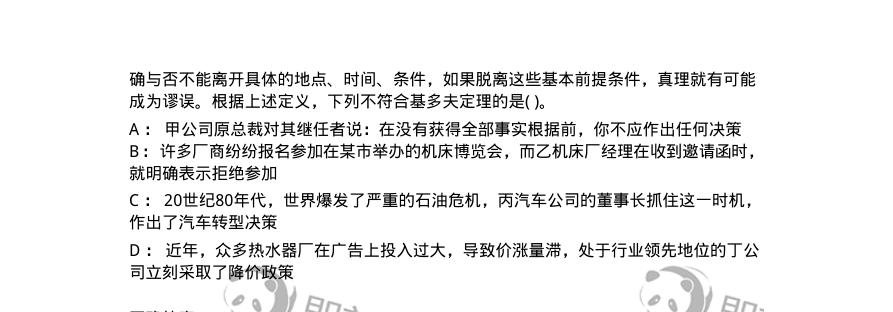 确与否不能离开具体的地点、时间、条件，如果脱离这些基本前提条件，真理就有可能
成为谬误。根据上述定义，下列不符合基多夫定理的是( )。
A： 甲公司原总裁对其继任者说：在没有获得全部事实根据前，你不应作出任何决策
B：许多厂商纷纷报名参加在某市举办的机床博览会，而乙机床厂经理在收到邀请函时，
就明确表示拒绝参加
C： 20世纪80年代，世界爆发了严重的石油危机，丙汽车公司的董事长抓住这一时机，
作出了汽车转型决策
D： 近年，众多热水器厂在广告上投入过大，导致价涨量滞，处于行业领先地位的丁公
司立刻采取了降价政策